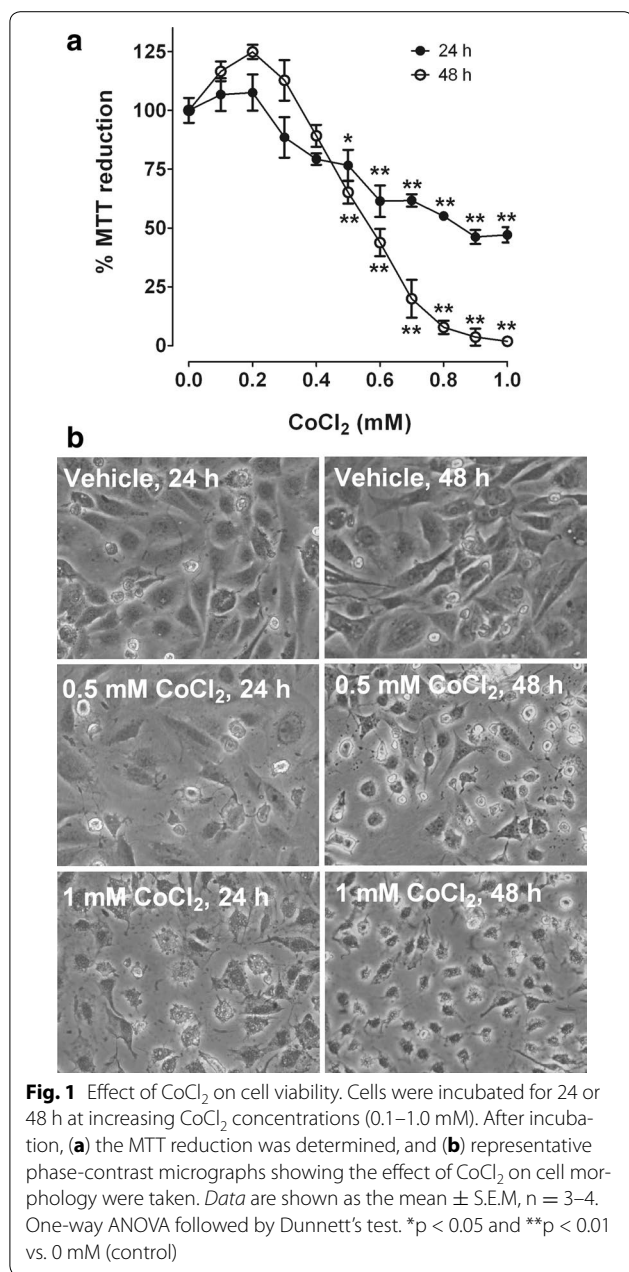 a
125
100
75
50
25
0
% MTT reduction
24 h
48 h
*
** ** ** ** **
**
**
** ** ** **
0.0 0.2 0.4 0.6 0.8 1.0
CoCl₂ (mM)
b
Vehicle, 24 h
Vehicle, 48 h
0.5 mM CoCl₂, 24 h
0.5 mM CoCl₂, 48 h
1 mM CoCl₂, 24 h
1 mM CoCl₂, 48 h
Fig. 1 Effect of CoCl₂ on cell viability. Cells were incubated for 24 or
48 h at increasing CoCl₂ concentrations (0.1–1.0 mM). After incuba-
tion, (a) the MTT reduction was determined, and (b) representative
phase-contrast micrographs showing the effect of CoCl₂ on cell mor-
phology were taken. Data are shown as the mean ± S.E.M, n = 3–4.
One-way ANOVA followed by Dunnett’s test. *p < 0.05 and **p < 0.01
vs. 0 mM (control)